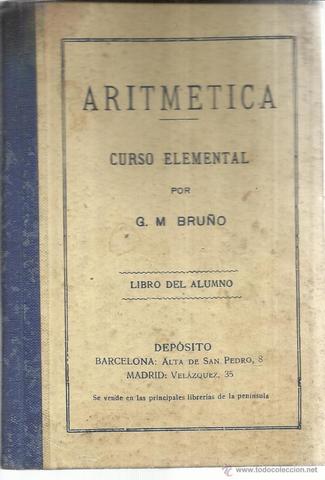 ARITMETICA
CURSO ELEMENTAL
POR
G. M BRUÑO
LIBRO DEL ALUMNO
DEPÓSITO
BARCELONA: ALTA DE SAN PEDRO, 8
MADRID: VELÁZQUEZ, 35
Se vende en las principales librerías de la península
© www.todocoleccion.net